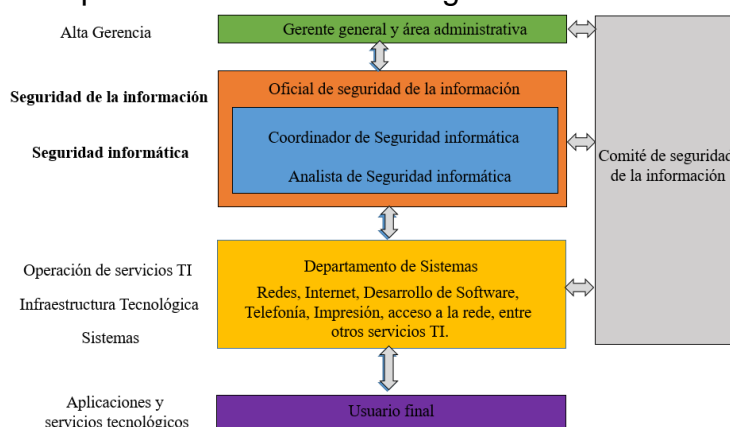 Alta Gerencia
Gerente general y área administrativa
Seguridad de la información
Oficial de seguridad de la información
Seguridad informática
Coordinador de Seguridad informática
Analista de Seguridad informática
Comité de seguridad
de la información
Operación de servicios TI
Infraestructura Tecnológica
Sistemas
Departamento de Sistemas
Redes, Internet, Desarrollo de Software,
Telefonía, Impresión, acceso a la red, entre
otros servicios TI.
Aplicaciones y
servicios tecnológicos
Usuario final